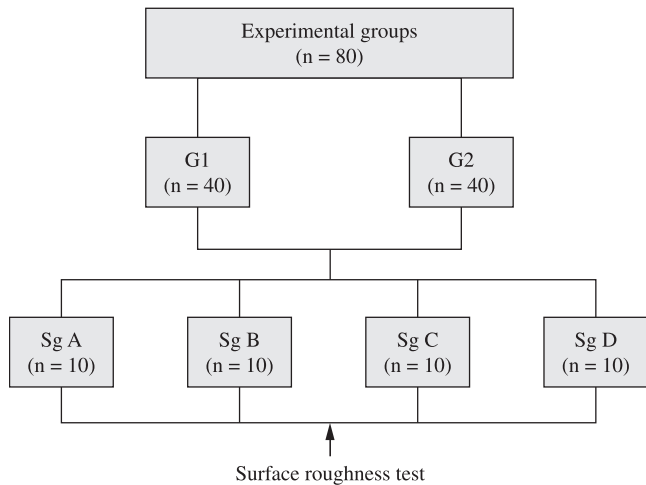 Experimental groups
(n = 80)
G1
(n = 40)
G2
(n = 40)
Sg A
(n = 10)
Sg B
(n = 10)
Sg C
(n = 10)
Sg D
(n = 10)
Surface roughness test